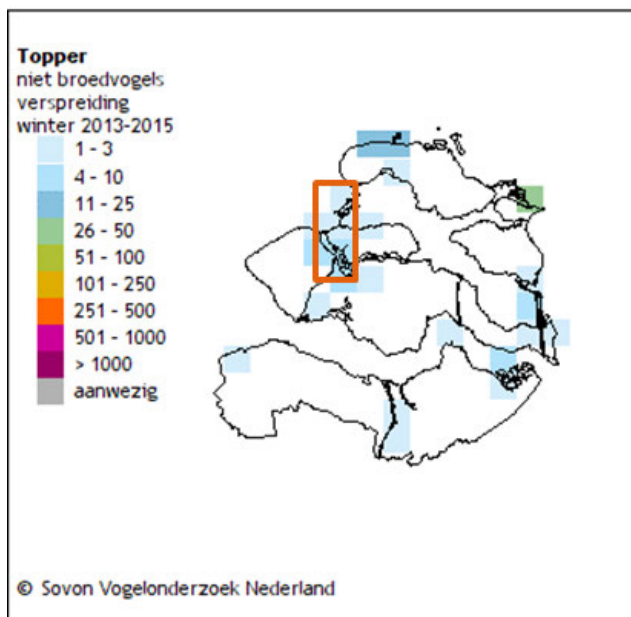 Topper
niet broedvogels
verspreiding
winter 2013-2015
1 - 3
4 - 10
11 - 25
26 - 50
51 - 100
101 - 250
251 - 500
501 - 1000
> 1000
aanwezig
© Sovon Vogelonderzoek Nederland